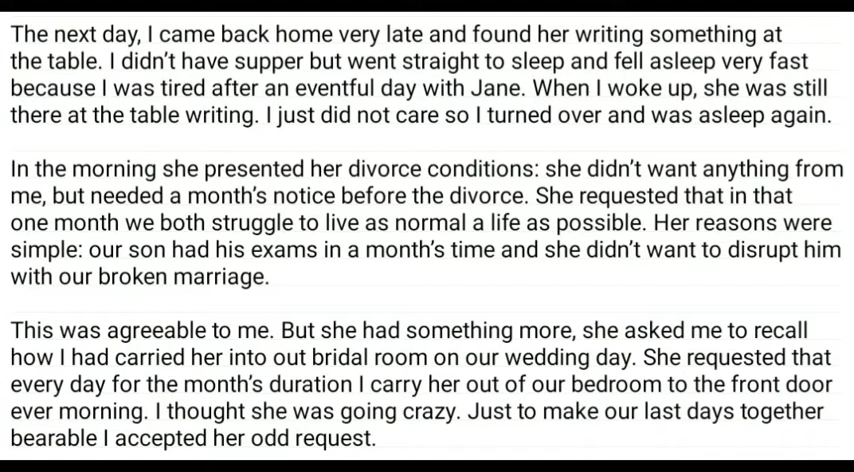 The next day, I came back home very late and found her writing something at
the table. I didn't have supper but went straight to sleep and fell asleep very fast
because I was tired after an eventful day with Jane. When I woke up, she was still
there at the table writing. I just did not care so I turned over and was asleep again.
In the morning she presented her divorce conditions: she didn't want anything from
me, but needed a month's notice before the divorce. She requested that in that
one month we both struggle to live as normal a life as possible. Her reasons were
simple: our son had his exams in a month's time and she didn't want to disrupt him
with our broken marriage.
This was agreeable to me. But she had something more, she asked me to recall
how I had carried her into out bridal room on our wedding day. She requested that
every day for the month's duration I carry her out of our bedroom to the front door
ever morning. I thought she was going crazy. Just to make our last days together
bearable I accepted her odd request.